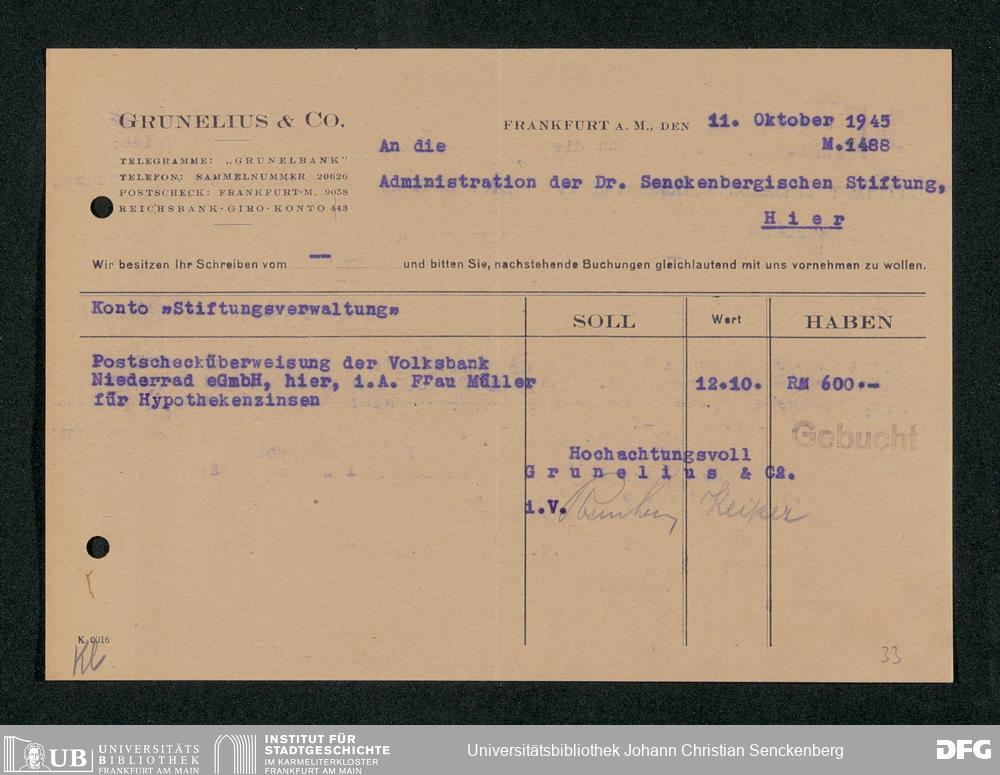 GRUNELIUS & CO.
TELEGRAMME: „GRUNELBANK"
TELEFON: SAMMELNUMMER 20626
POSTSCHECK: FRANKFURT-M. 9058
REICHSBANK-GIRO-KONTO 443
FRANKFURT A. M., DEN 11. Oktober 1945
M.1488
An die
Administration der Dr. Senckenbergischen Stiftung,
Hier
Wir besitzen Ihr Schreiben vom — und bitten Sie, nachstehende Buchungen gleichlautend mit uns vornehmen zu wollen.
Konto "Stiftungsverwaltung" SOLL Wert HABEN
Postschecküberweisung der Volksbank
Niederrad eGmbH, hier, i.A. Frau Müller 12.10. RM 600.—
für Hypothekenzinsen
Gebucht
Hochachtungsvoll
Grunelius & Co.
i.V.
K. 0016
33
UB UNIVERSITÄTS
BIBLIOTHEK
FRANKFURT AM MAIN
INSTITUT FÜR
STADTGESCHICHTE
IM KARMELITERKLOSTER
FRANKFURT AM MAIN
Universitätsbibliothek Johann Christian Senckenberg
DFG